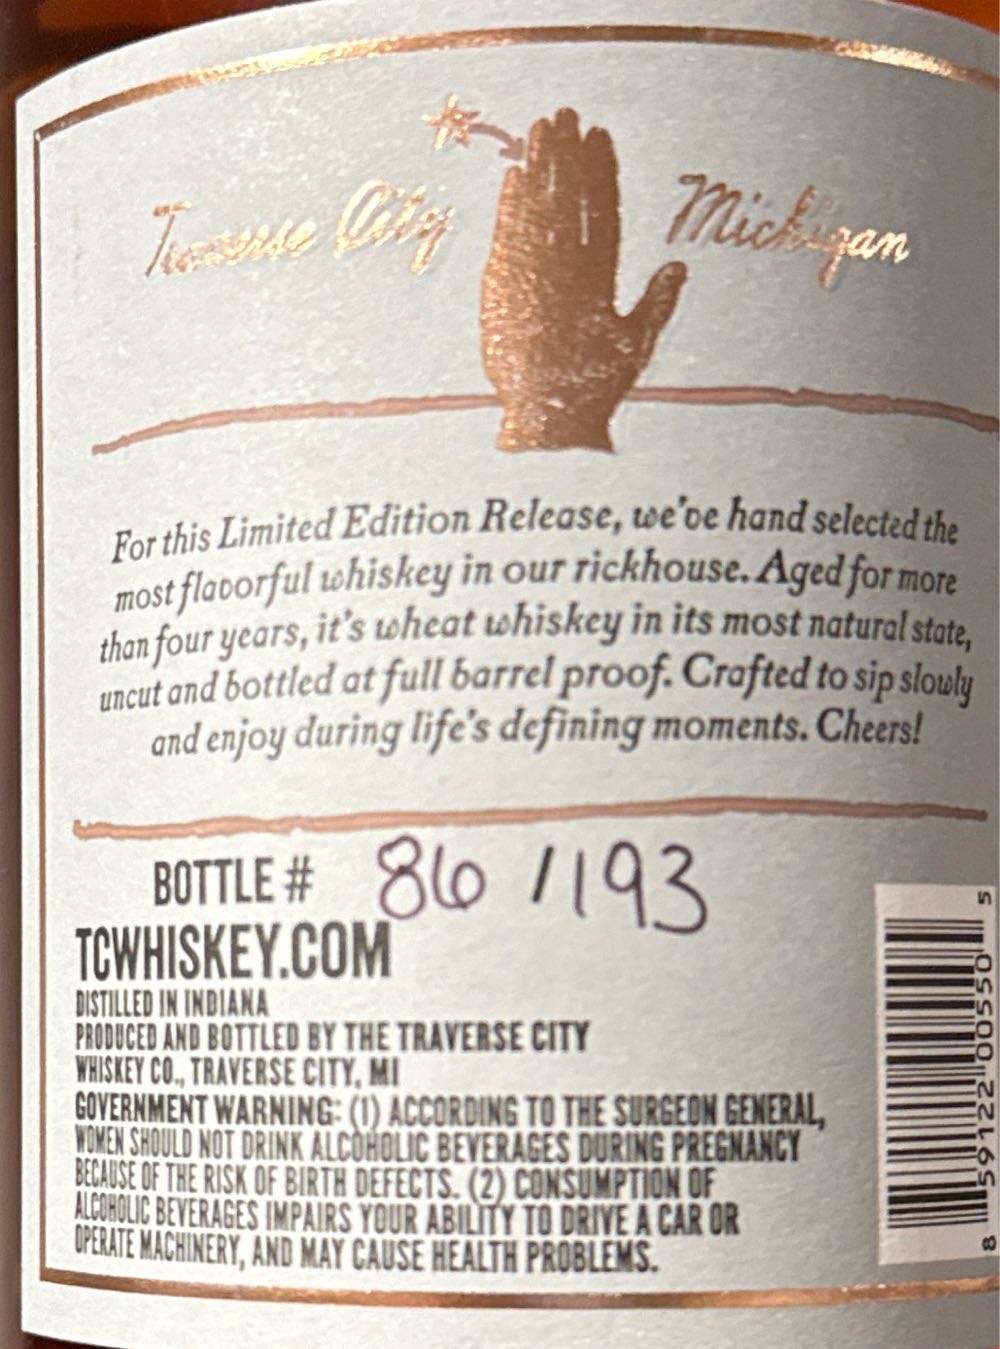 Traverse City Michigan
For this Limited Edition Release, we've hand selected the
most flavorful whiskey in our rickhouse. Aged for more
than four years, it's wheat whiskey in its most natural state,
uncut and bottled at full barrel proof. Crafted to sip slowly
and enjoy during life's defining moments. Cheers!
BOTTLE # 86 / 193
TCWHISKEY.COM
DISTILLED IN INDIANA
PRODUCED AND BOTTLED BY THE TRAVERSE CITY
WHISKEY CO., TRAVERSE CITY, MI
GOVERNMENT WARNING: (1) ACCORDING TO THE SURGEON GENERAL,
WOMEN SHOULD NOT DRINK ALCOHOLIC BEVERAGES DURING PREGNANCY
BECAUSE OF THE RISK OF BIRTH DEFECTS. (2) CONSUMPTION OF
ALCOHOLIC BEVERAGES IMPAIRS YOUR ABILITY TO DRIVE A CAR OR
OPERATE MACHINERY, AND MAY CAUSE HEALTH PROBLEMS.
8 59122 00550 5